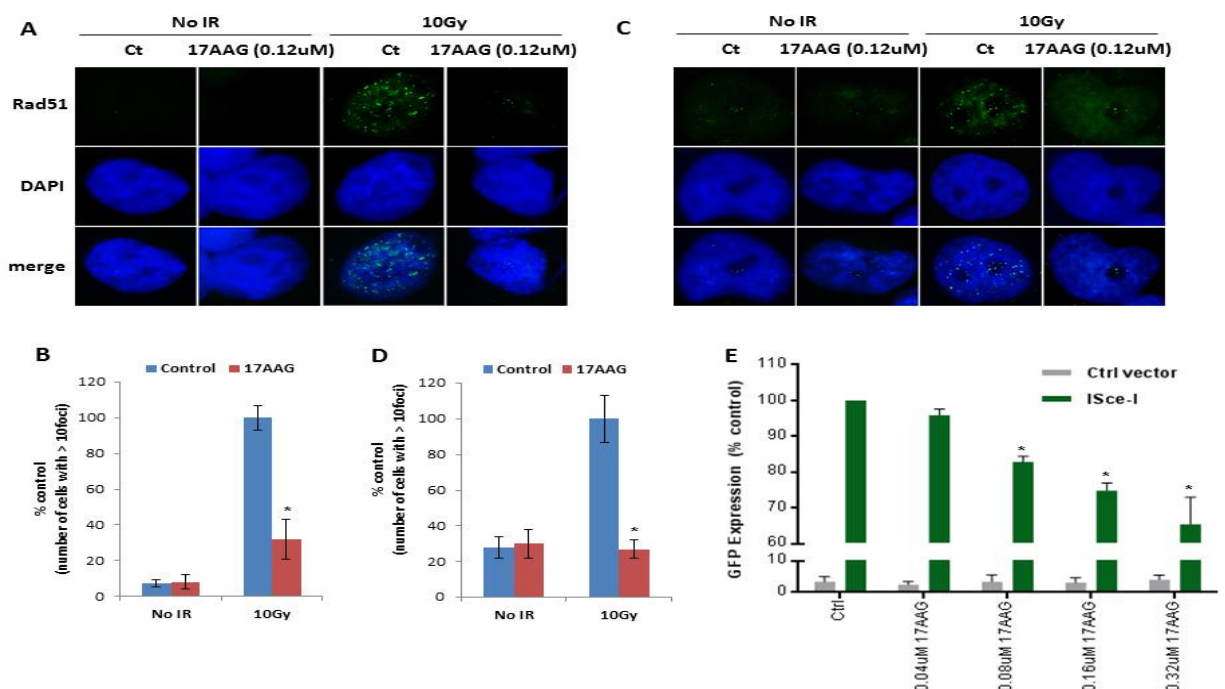 A
No IR
10Gy
Ct
17AAG (0.12uM)
Ct
17AAG (0.12uM)
Rad51
DAPI
merge
C
No IR
10Gy
Ct
17AAG (0.12uM)
Ct
17AAG (0.12uM)
B
Control
17AAG
% control
(number of cells with > 10foci)
120
100
80
60
40
20
0
*
No IR
10Gy
D
Control
17AAG
% control
(number of cells with > 10foci)
120
100
80
60
40
20
0
*
No IR
10Gy
E
Ctrl vector
ISce-I
GFP Expression (% control)
110
100
90
80
70
60
10
0
*
*
*
Ctrl
0.04uM 17AAG
0.08uM 17AAG
0.16uM 17AAG
0.32uM 17AAG